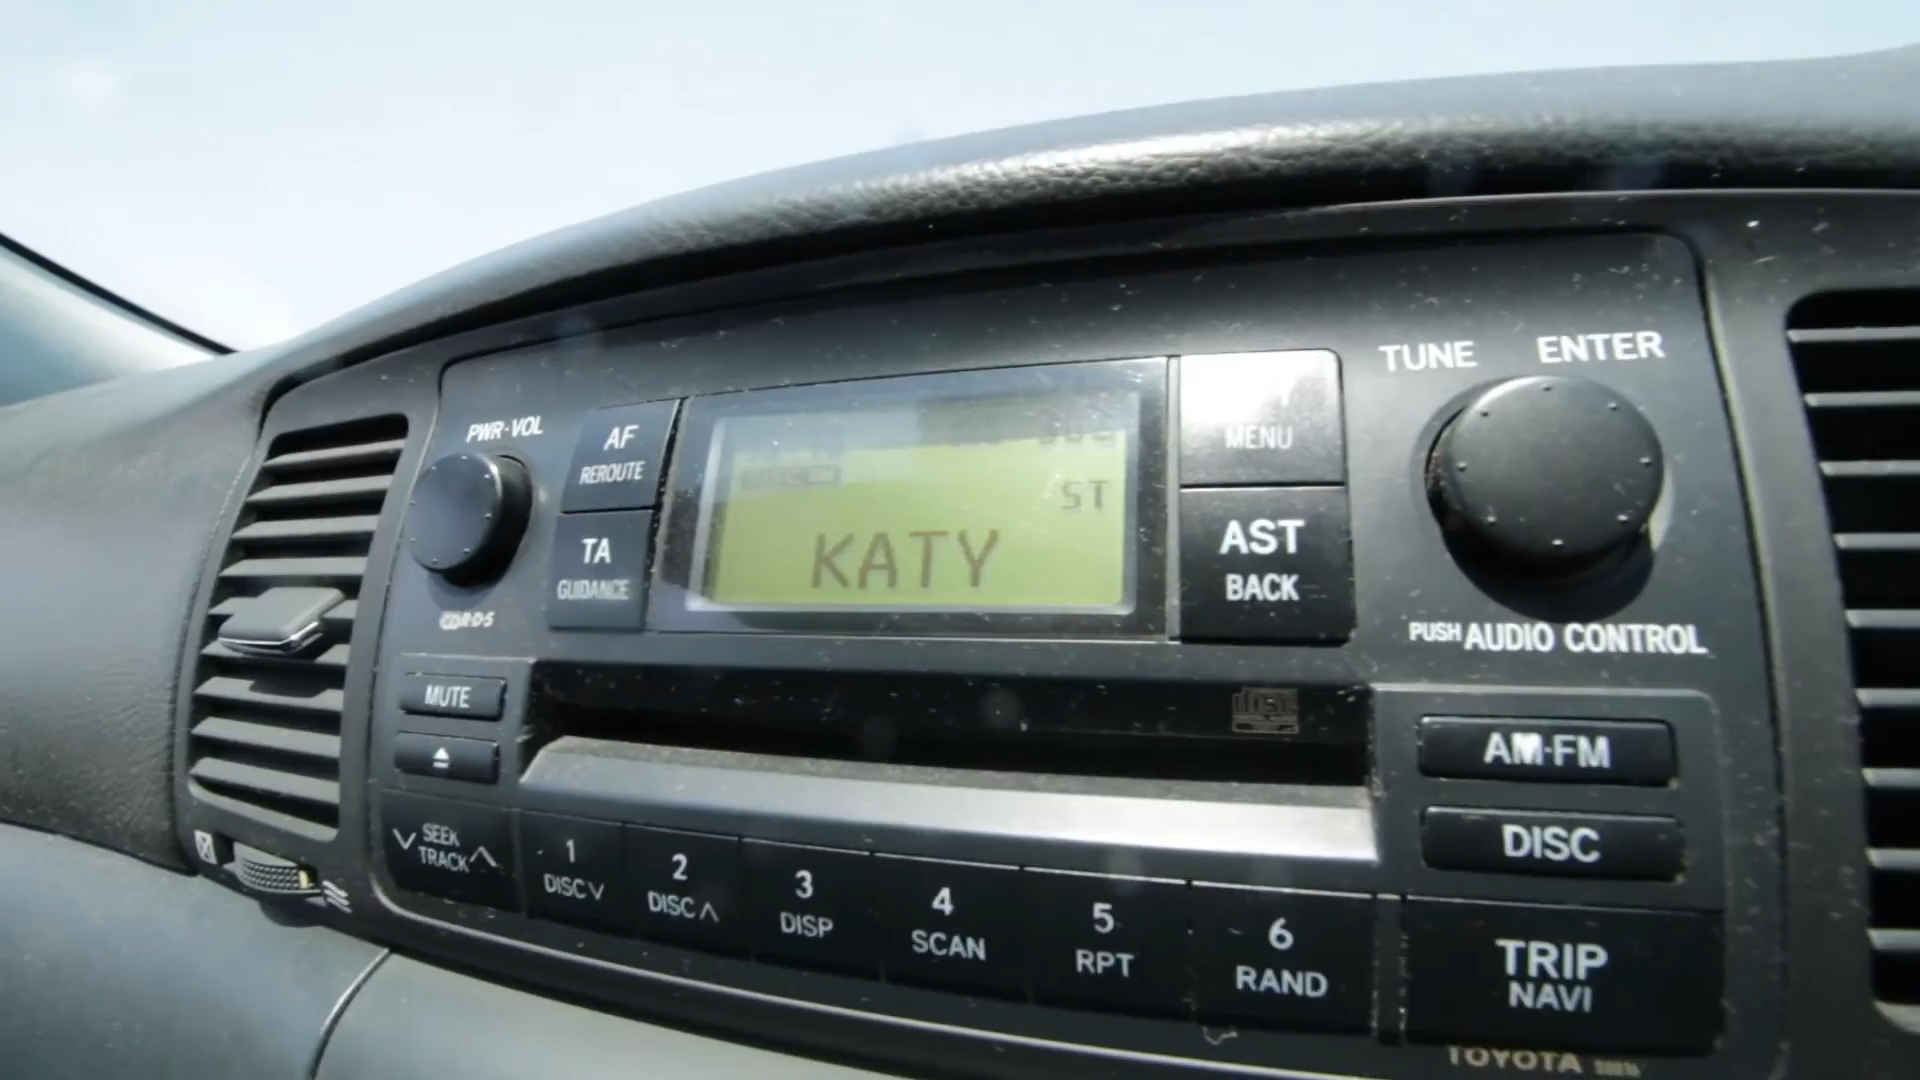 TUNE ENTER
PWR·VOL
AF
REROUTE
MENU
ST
KATY
TA
GUIDANCE
AST
BACK
PUSH AUDIO CONTROL
MUTE
AM·FM
DISC
SEEK
TRACK
1
DISC
2
DISC
3
DISP
4
SCAN
5
RPT
6
RAND
TRIP
NAVI
TOYOTA